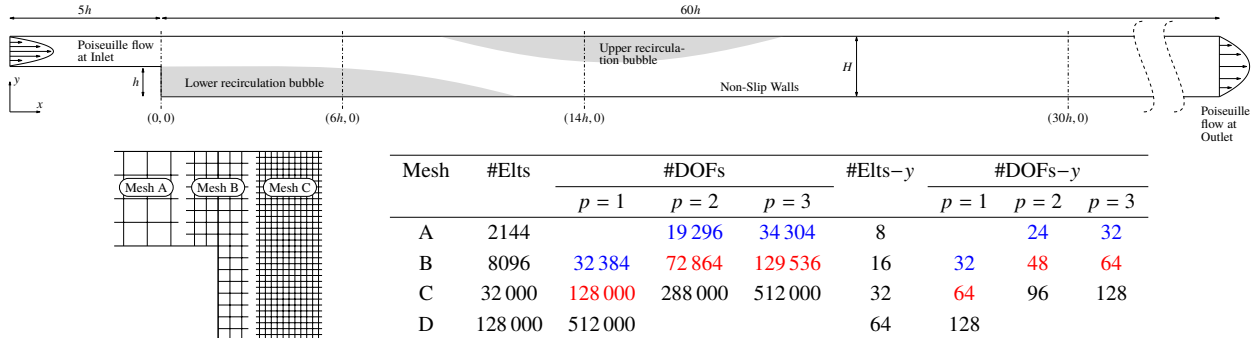 5h
60h
Poiseuille flow
at Inlet
Upper recircula-
tion bubble
H
h
Lower recirculation bubble
Non-Slip Walls
y
x
(0, 0)
(6h, 0)
(14h, 0)
(30h, 0)
Poiseuille
flow at
Outlet
Mesh A
Mesh B
Mesh C
Mesh #Elts #DOFs #Elts−y #DOFs−y
p = 1 p = 2 p = 3 p = 1 p = 2 p = 3
A 2144 19 296 34 304 8 24 32
B 8096 32 384 72 864 129 536 16 32 48 64
C 32 000 128 000 288 000 512 000 32 64 96 128
D 128 000 512 000 64 128